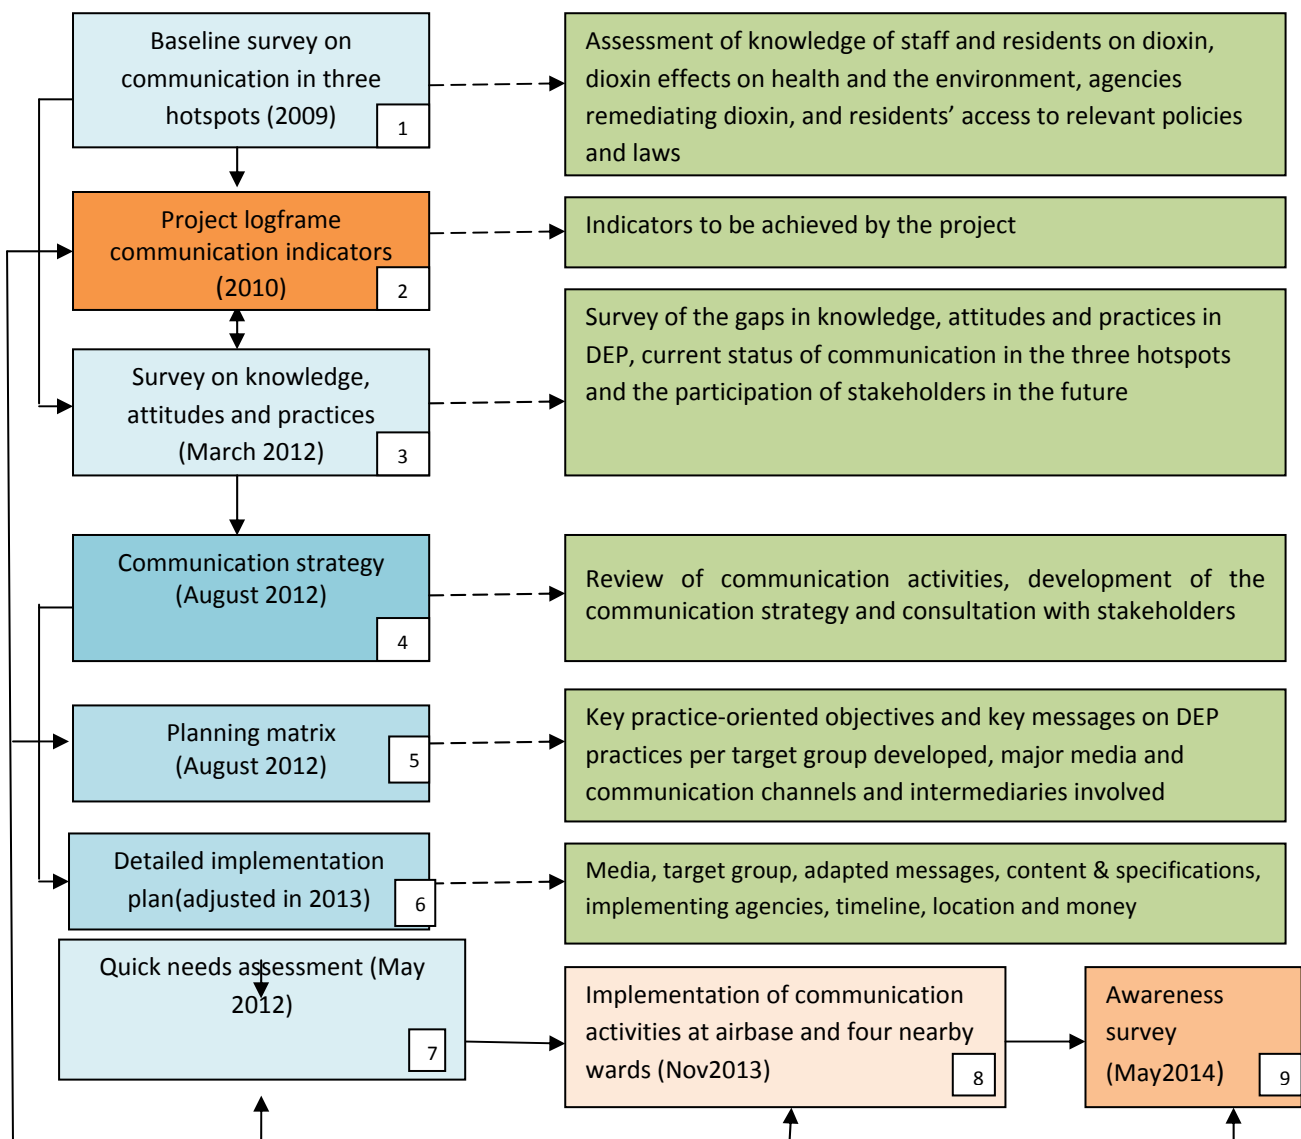 Baseline survey on
communication in three
hotspots (2009)
1
Assessment of knowledge of staff and residents on dioxin,
dioxin effects on health and the environment, agencies
remediating dioxin, and residents’ access to relevant policies
and laws
Project logframe
communication indicators
(2010)
2
Indicators to be achieved by the project
Survey on knowledge,
attitudes and practices
(March 2012)
3
Survey of the gaps in knowledge, attitudes and practices in
DEP, current status of communication in the three hotspots
and the participation of stakeholders in the future
Communication strategy
(August 2012)
4
Review of communication activities, development of the
communication strategy and consultation with stakeholders
Planning matrix
(August 2012)
5
Key practice-oriented objectives and key messages on DEP
practices per target group developed, major media and
communication channels and intermediaries involved
Detailed implementation
plan(adjusted in 2013)
6
Media, target group, adapted messages, content & specifications,
implementing agencies, timeline, location and money
Quick needs assessment (May
2012)
7
Implementation of communication
activities at airbase and four nearby
wards (Nov2013)
8
Awareness
survey
(May2014)
9